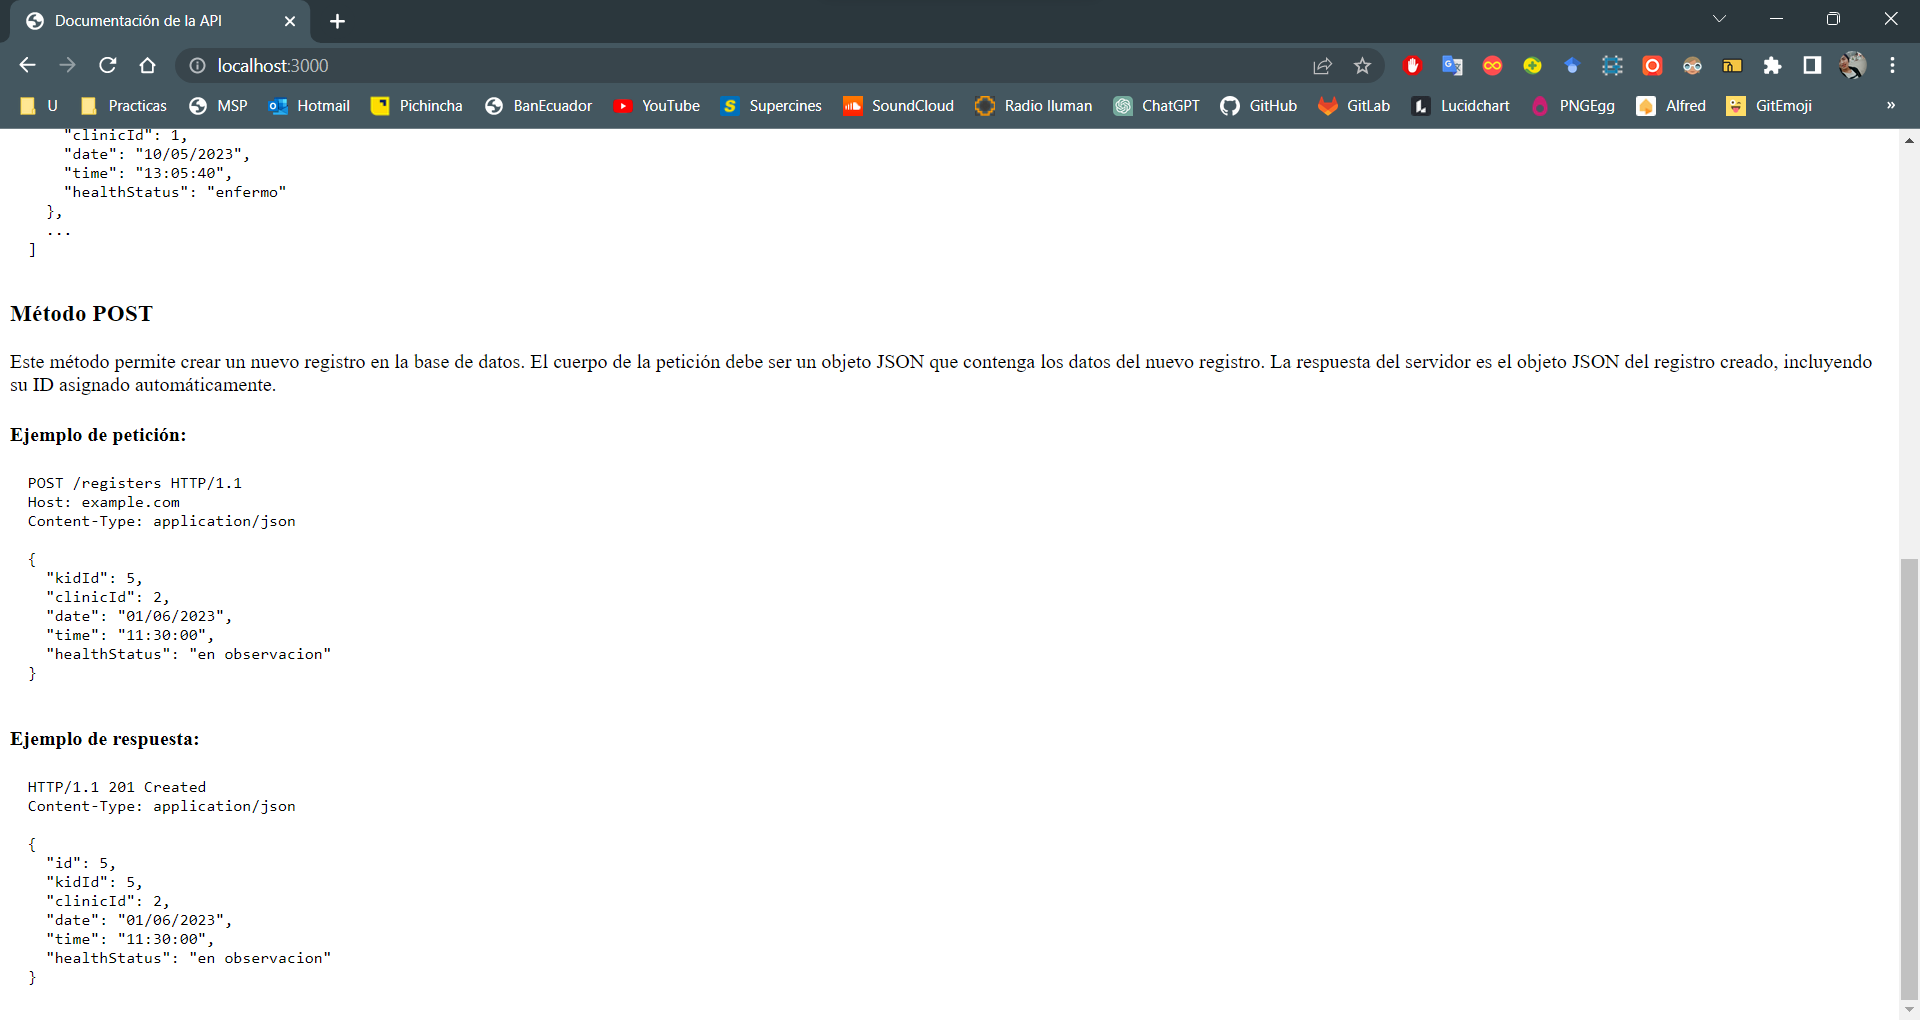 Documentación de la API
localhost:3000
U Practicas MSP Hotmail Pichincha BanEcuador YouTube Supercines SoundCloud Radio Iluman ChatGPT GitHub GitLab Lucidchart PNGEgg Alfred GitEmoji »
"clinicId": 1,
"date": "10/05/2023",
"time": "13:05:40",
"healthStatus": "enfermo"
},
...
]
Método POST
Este método permite crear un nuevo registro en la base de datos. El cuerpo de la petición debe ser un objeto JSON que contenga los datos del nuevo registro. La respuesta del servidor es el objeto JSON del registro creado, incluyendo
su ID asignado automáticamente.
Ejemplo de petición:
POST /registers HTTP/1.1
Host: example.com
Content-Type: application/json
{
"kidId": 5,
"clinicId": 2,
"date": "01/06/2023",
"time": "11:30:00",
"healthStatus": "en observacion"
}
Ejemplo de respuesta:
HTTP/1.1 201 Created
Content-Type: application/json
{
"id": 5,
"kidId": 5,
"clinicId": 2,
"date": "01/06/2023",
"time": "11:30:00",
"healthStatus": "en observacion"
}